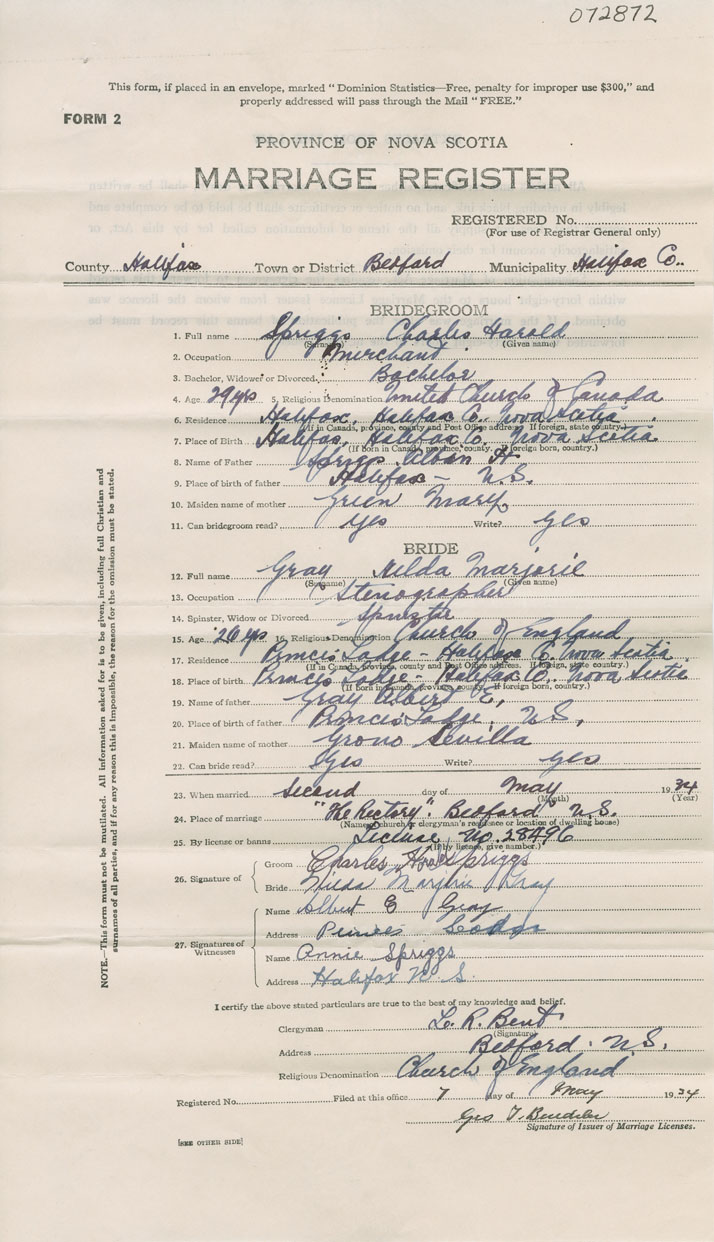 072872
This form, if placed in an envelope, marked "Dominion Statistics—Free, penalty for improper use $300," and
properly addressed will pass through the Mail "FREE."
FORM 2
PROVINCE OF NOVA SCOTIA
MARRIAGE REGISTER
REGISTERED No.
(For use of Registrar General only)
County Halifax Town or District Bedford Municipality Halifax Co.
BRIDEGROOM
1. Full name Spriggs Charles Harold
(Surname) (Given name)
2. Occupation Merchant
3. Bachelor, Widower or Divorced Bachelor
4. Age 29 yrs 5. Religious Denomination United Church of Canada
6. Residence Halifax, Halifax Co. Nova Scotia
(If in Canada, province, county and Post Office address. If foreign, state country.)
7. Place of Birth Halifax, Halifax Co. Nova Scotia
(If born in Canada, province, county. If foreign born, country.)
8. Name of Father Spriggs Alban H.
9. Place of birth of father Halifax - N.S.
10. Maiden name of mother Green Mary
11. Can bridegroom read? Yes Write? Yes
BRIDE
12. Full name Gray Hilda Marjorie
(Surname) (Given name)
13. Occupation Stenographer
14. Spinster, Widow or Divorced Spinster
15. Age 26 yrs 16. Religious Denomination Church of England
17. Residence Princes Lodge - Halifax Co. Nova Scotia
(If in Canada, province, county and Post Office address. If foreign, state country.)
18. Place of birth Princes Lodge - Halifax Co. Nova Scotia
(If born in Canada, province, county. If foreign born, country.)
19. Name of father Gray Albert E,
20. Place of birth of father Princes Lodge, N.S,
21. Maiden name of mother Grono Sevilla
22. Can bride read? Yes Write? Yes
23. When married Second day of May 1934
(Month) (Year)
24. Place of marriage "The Rectory". Bedford N.S.
(Name of church or clergyman's residence or location of dwelling house)
25. By license or banns License No. 28496
(If by licence, give number.)
26. Signature of
Groom Charles Spriggs
Bride Hilda Marjorie Gray
27. Signatures of Witnesses
Name Albert E Gray
Address Princes Lodge
Name Annie Spriggs
Address Halifax N.S.
I certify the above stated particulars are true to the best of my knowledge and belief.
Clergyman L. R. Bent
(Signature)
Address Bedford. N.S.
Religious Denomination Church of England
Registered No. Filed at this office 7 day of May 1934
Geo
Signature of Issuer of Marriage Licenses.
[SEE OTHER SIDE]
NOTE.—This form must not be mutilated. All information asked for is to be given, including full Christian and
surnames of all parties, and if for any reason this is impossible, the reason for the omission must be stated.